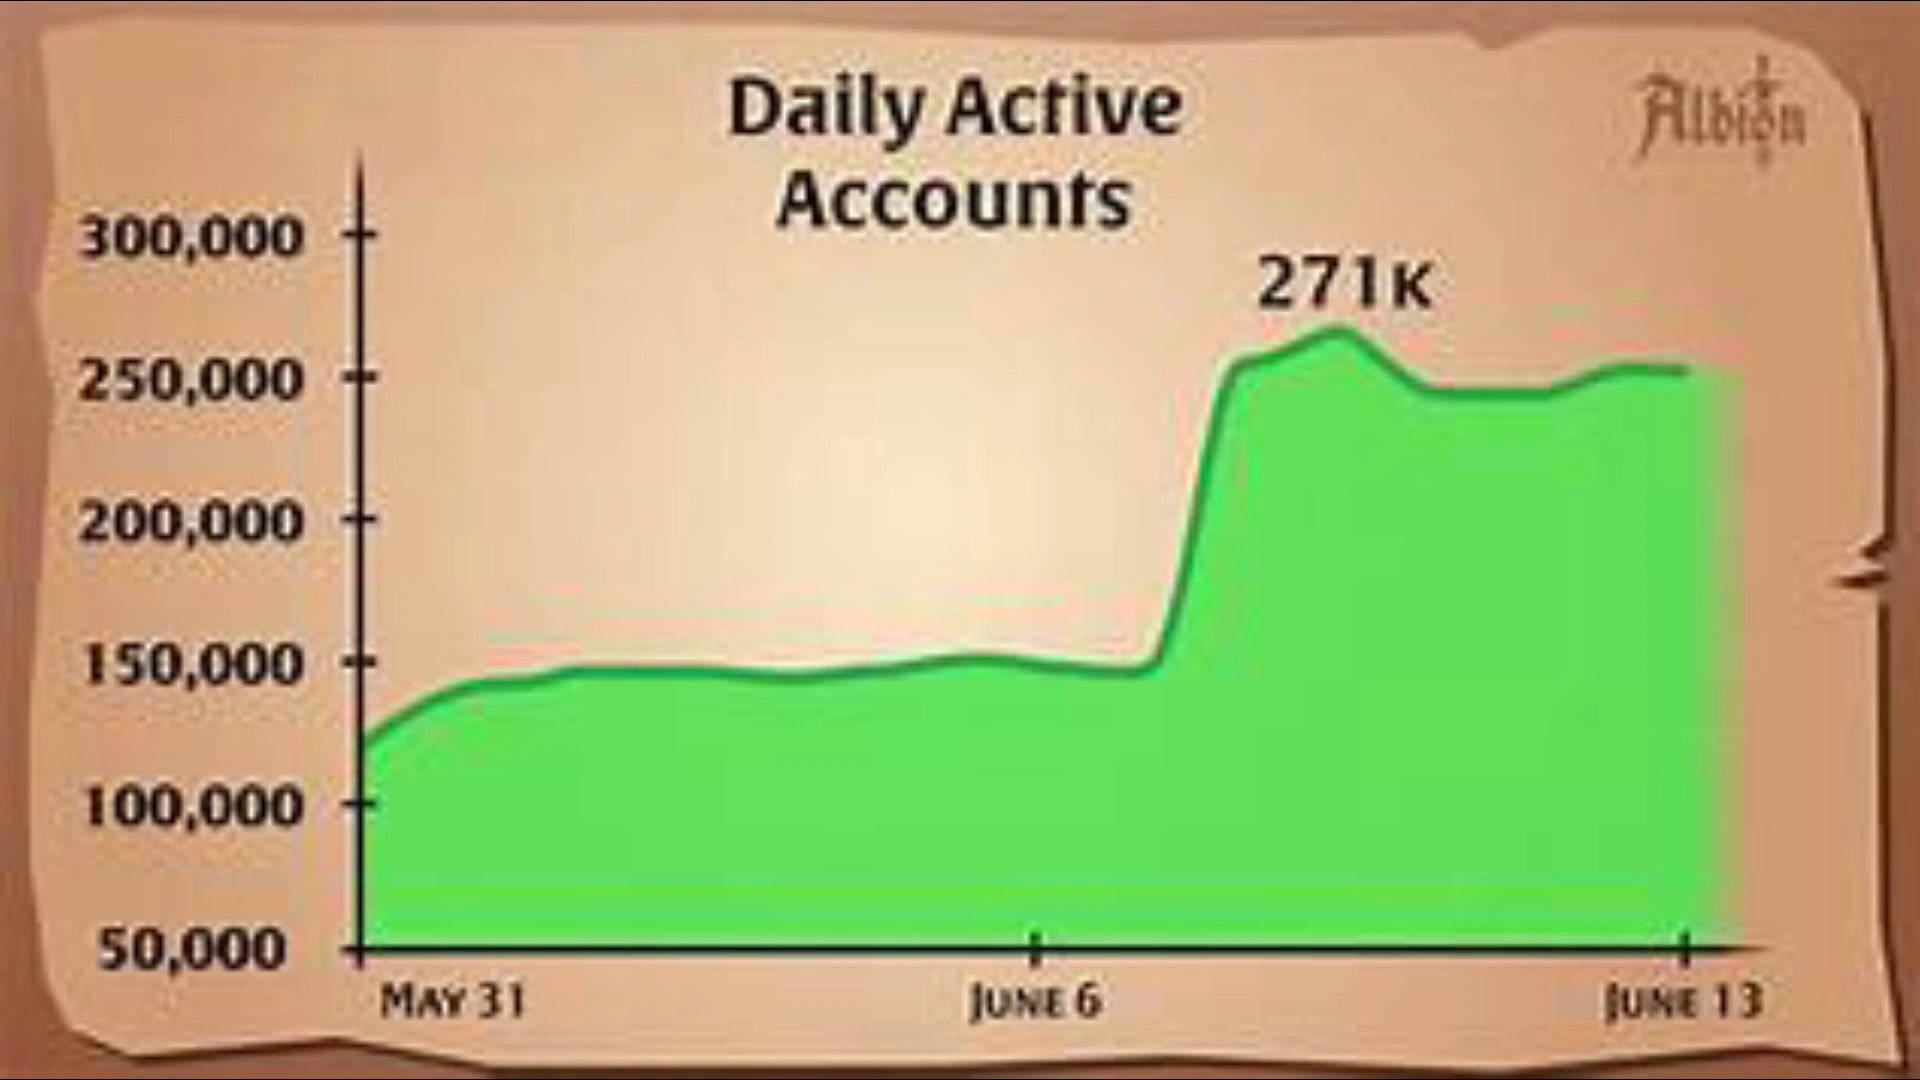 Daily Active
Accounts
Albion
300,000
271K
250,000
200,000
150,000
100,000
50,000
MAY 31
JUNE 6
JUNE 13